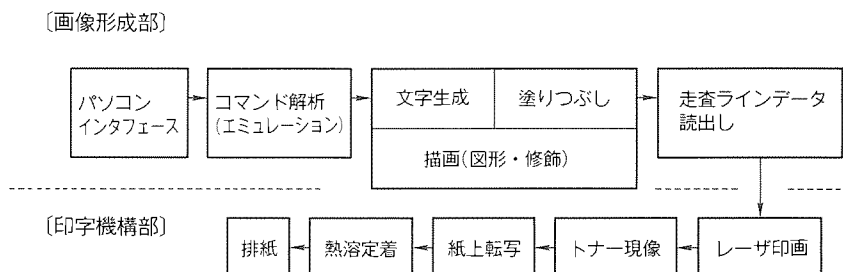 〔画像形成部〕
パソコン
インタフェース
コマンド解析
(エミュレーション)
文字生成
塗りつぶし
描画(図形・修飾)
走査ラインデータ
読出し
〔印字機構部〕
排紙
熱溶定着
紙上転写
トナー現像
レーザ印画